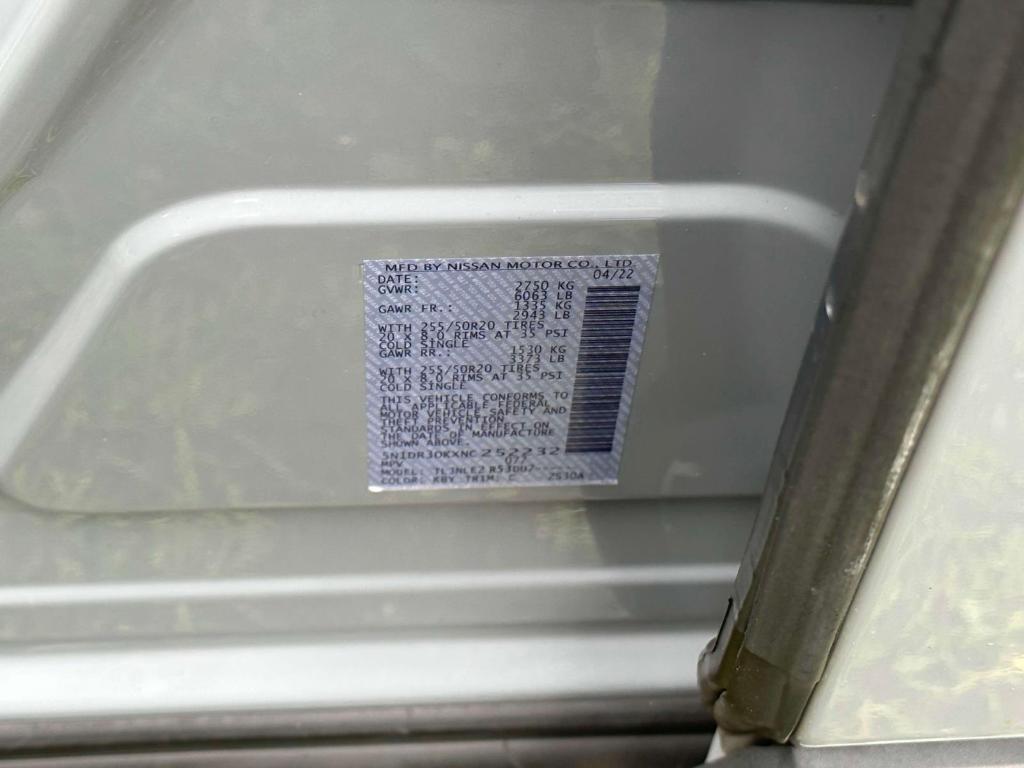 MFD BY NISSAN MOTOR CO., LTD.
DATE: 04/22
GVWR: 2750 KG
6063 LB
GAWR FR.: 1335 KG
2943 LB
WITH 255/50R20 TIRES
20 X 8.0 RIMS AT 35 PSI
COLD SINGLE
GAWR RR.: 1530 KG
3373 LB
WITH 255/50R20 TIRES
20 X 8.0 RIMS AT 35 PSI
COLD SINGLE
THIS VEHICLE CONFORMS TO
ALL APPLICABLE FEDERAL
MOTOR VEHICLE SAFETY AND
THEFT PREVENTION
STANDARDS IN EFFECT ON
THE DATE OF MANUFACTURE
SHOWN ABOVE.
5N1DR3DKXNC252232
MPV 077
MODEL:
COLOR: KBY TRIM: C